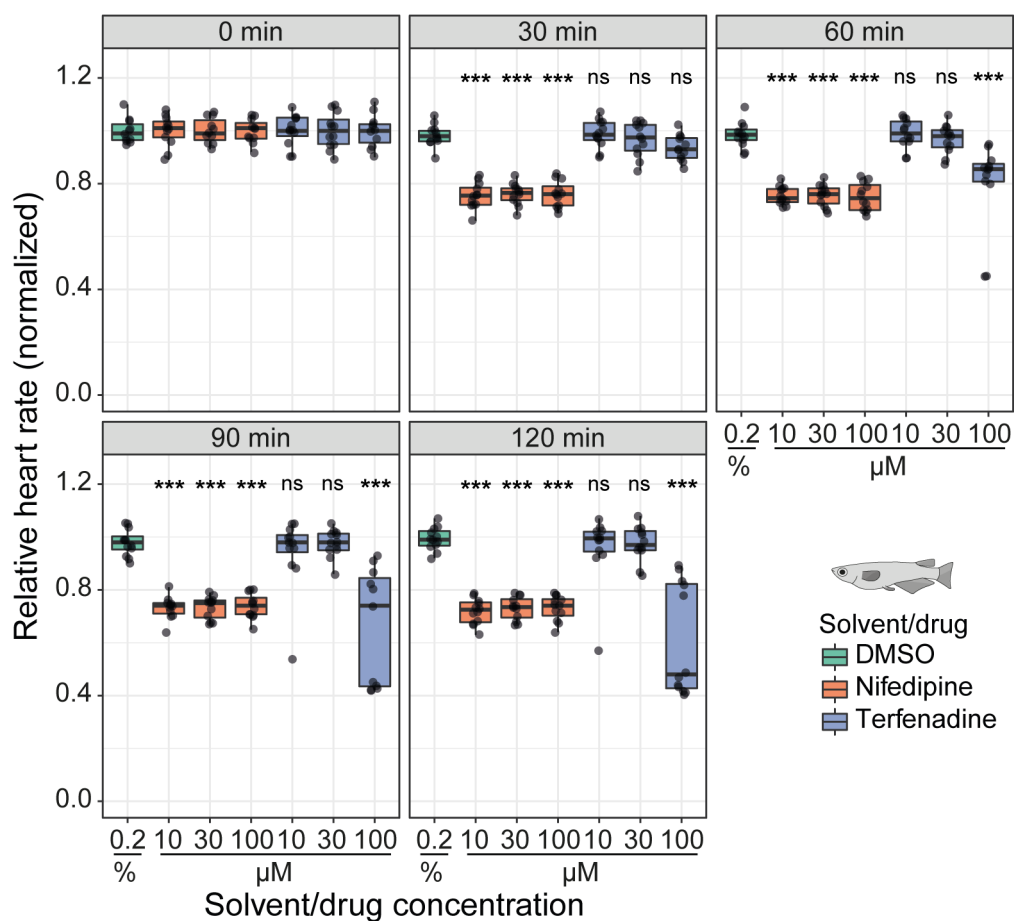 0 min 30 min 60 min
Relative heart rate (normalized)
1.2
0.8
0.4
0.0
*** *** *** ns ns ns
*** *** *** ns ns ***
0.2 10 30 100 10 30 100
% µM
90 min 120 min
1.2
0.8
0.4
0.0
*** *** *** ns ns ***
*** *** *** ns ns ***
0.2 10 30 100 10 30 100
% µM
0.2 10 30 100 10 30 100
% µM
Solvent/drug concentration
Solvent/drug
DMSO
Nifedipine
Terfenadine